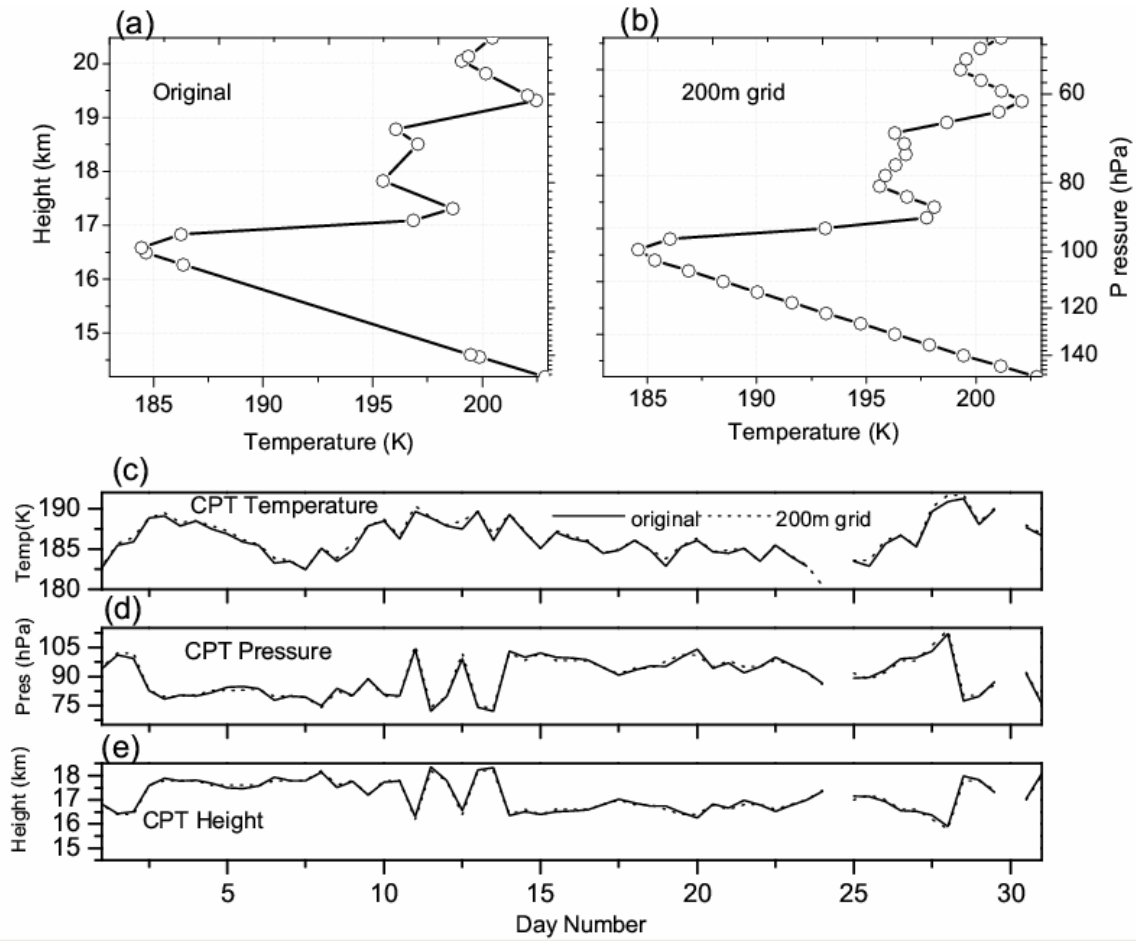 (a)
(b)
Original
200m grid
20
19
18
17
16
15
Height (km)
60
80
100
120
140
P ressure (hPa)
185
190
195
200
Temperature (K)
185
190
195
200
Temperature (K)
(c)
CPT Temperature
original
200m grid
190
185
180
Temp(K)
(d)
CPT Pressure
105
90
75
Pres (hPa)
(e)
CPT Height
18
17
16
15
Height (km)
5
10
15
20
25
30
Day Number